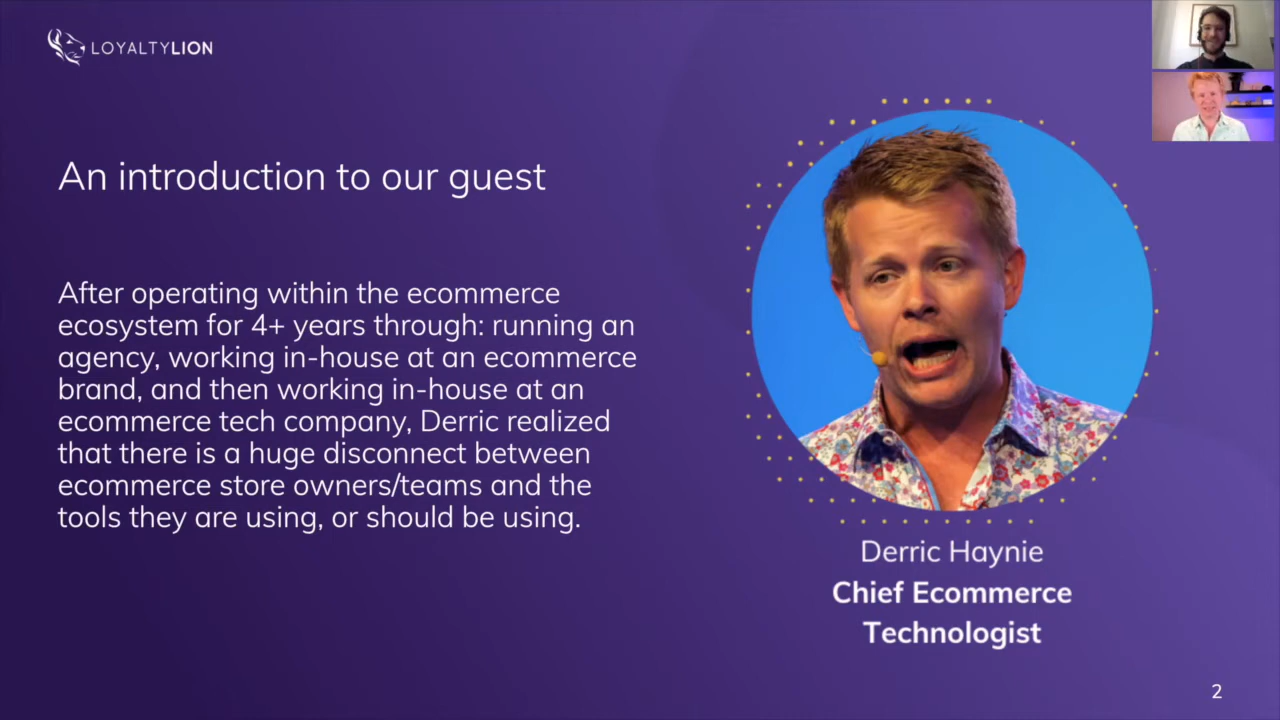 LOYALTYLION
An introduction to our guest
After operating within the ecommerce
ecosystem for 4+ years through: running an
agency, working in-house at an ecommerce
brand, and then working in-house at an
ecommerce tech company, Derric realized
that there is a huge disconnect between
ecommerce store owners/teams and the
tools they are using, or should be using.
Derric Haynie
Chief Ecommerce
Technologist
2